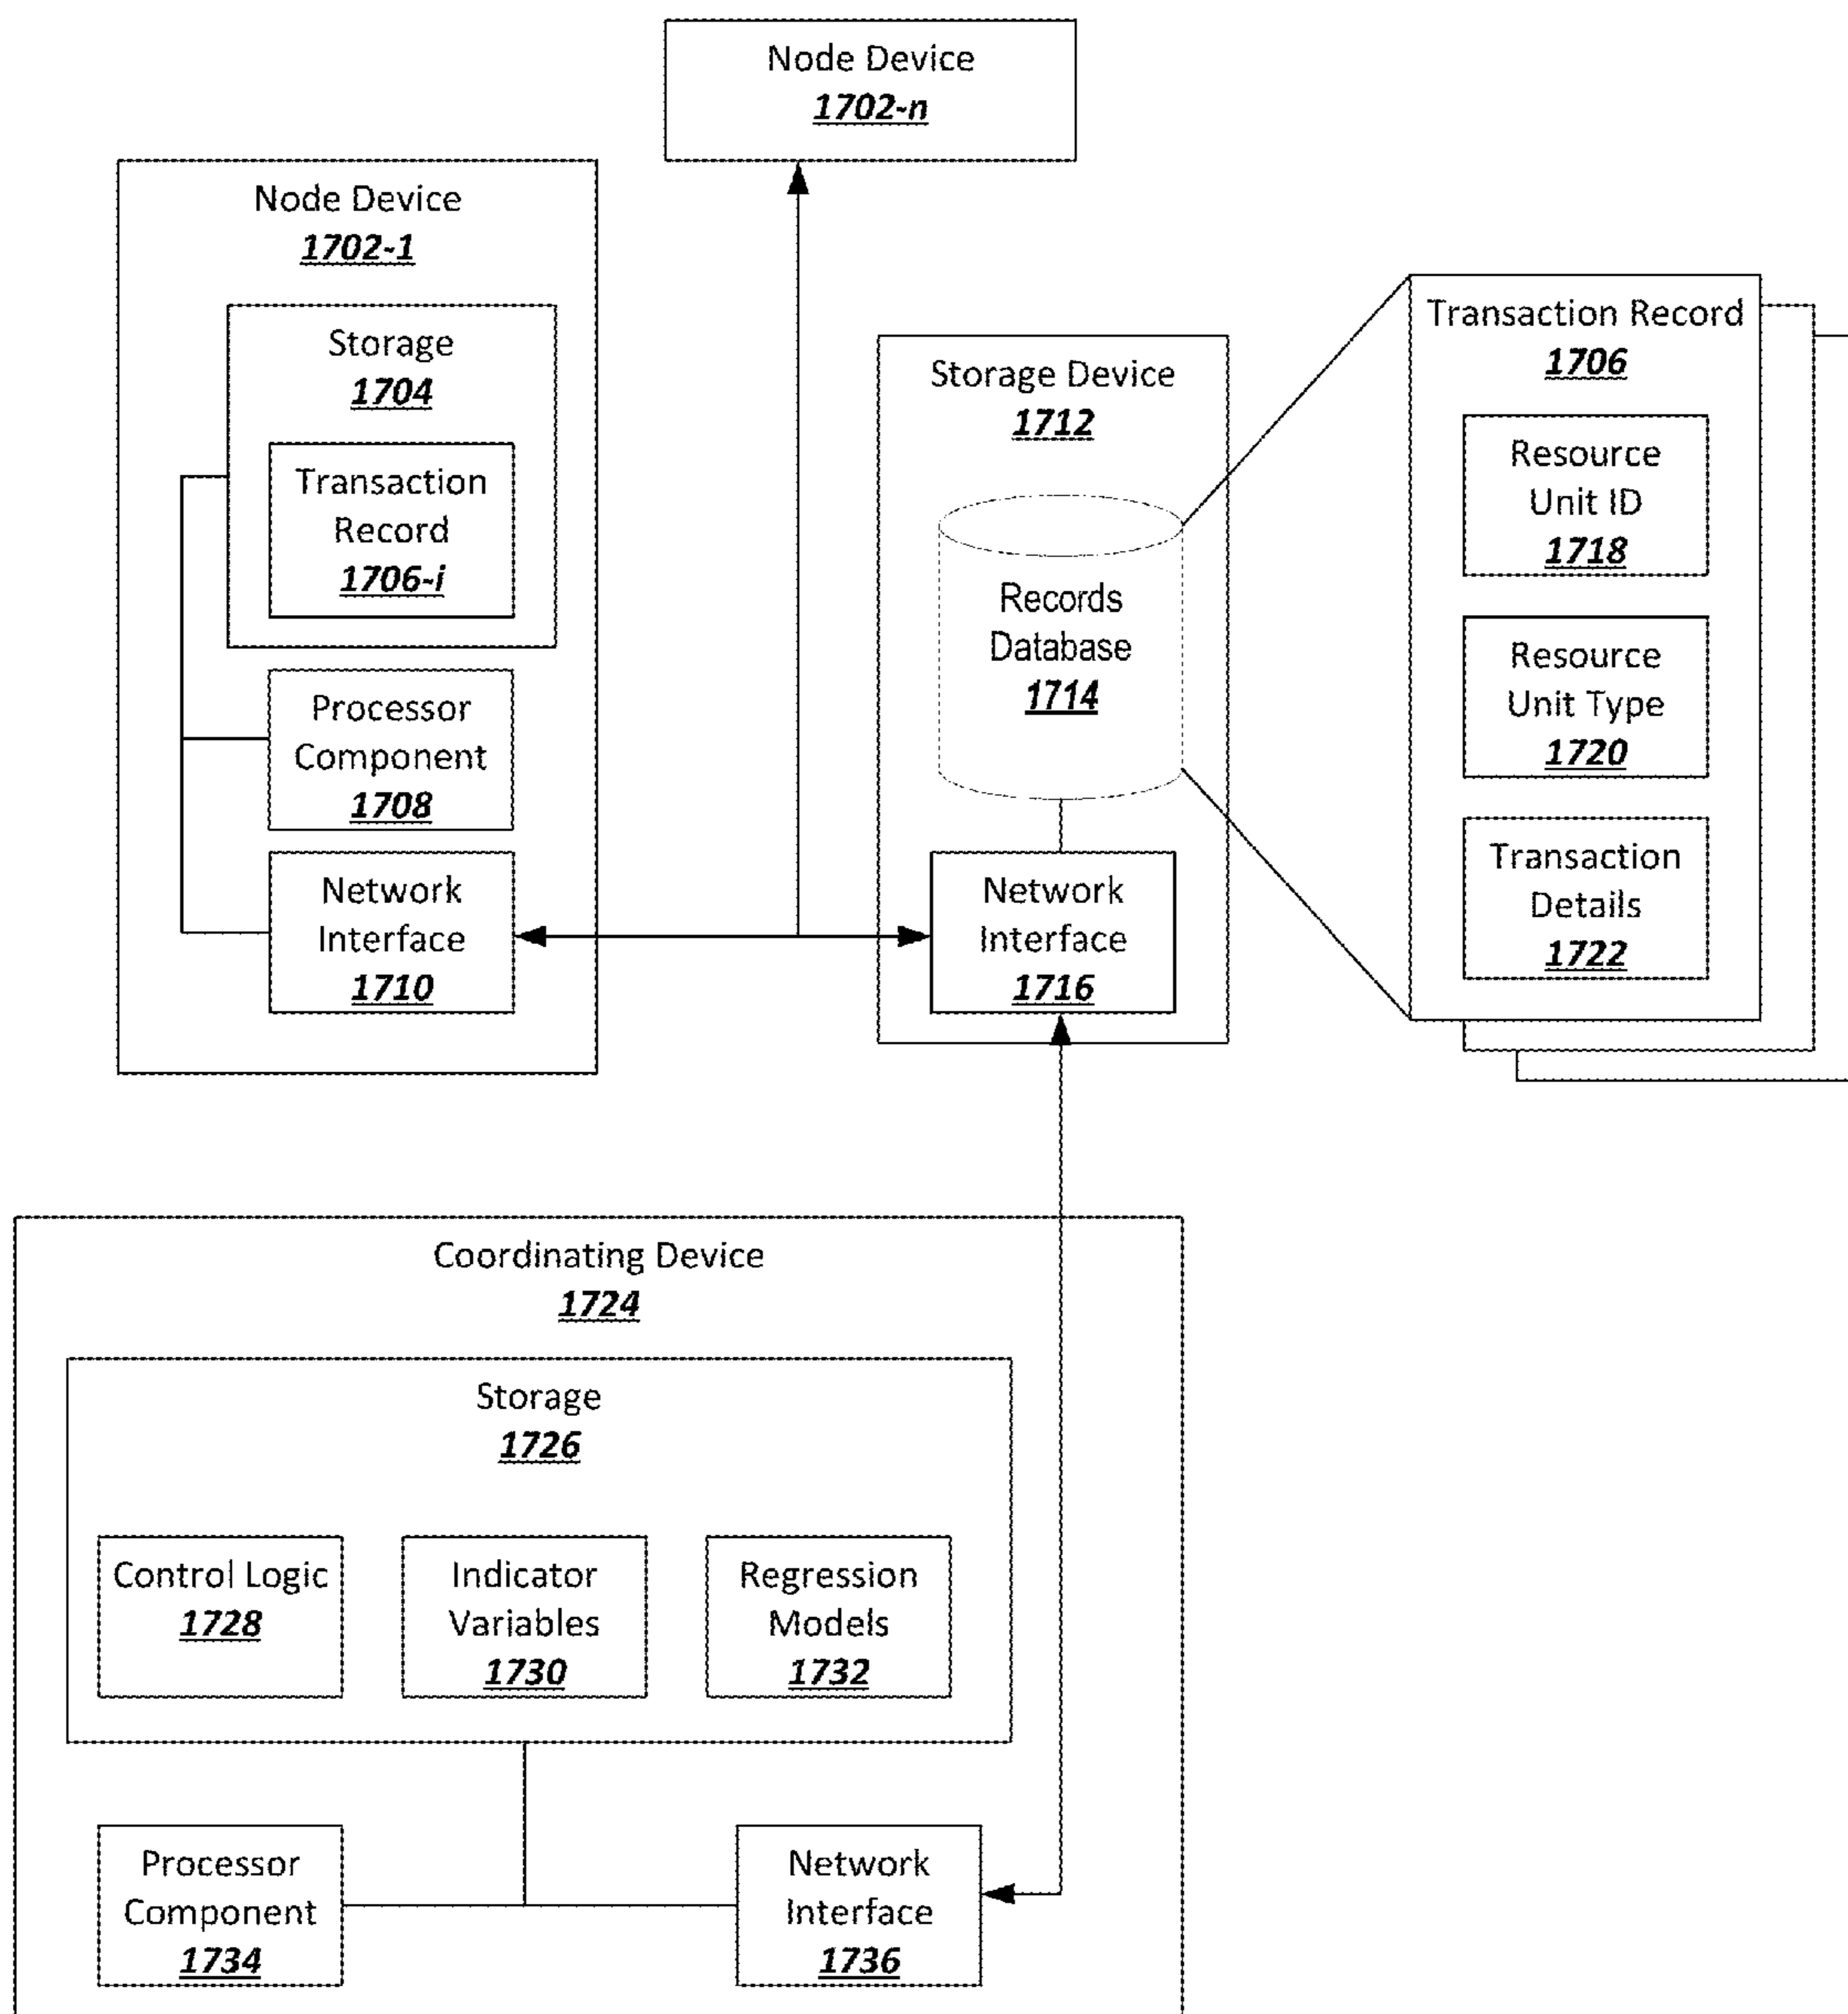 Node Device
1702-n
Node Device
1702-1
Storage
1704
Transaction
Record
1706-i
Processor
Component
1708
Network
Interface
1710
Storage Device
1712
Records
Database
1714
Network
Interface
1716
Transaction Record
1706
Resource
Unit ID
1718
Resource
Unit Type
1720
Transaction
Details
1722
Coordinating Device
1724
Storage
1726
Control Logic
1728
Indicator
Variables
1730
Regression
Models
1732
Processor
Component
1734
Network
Interface
1736